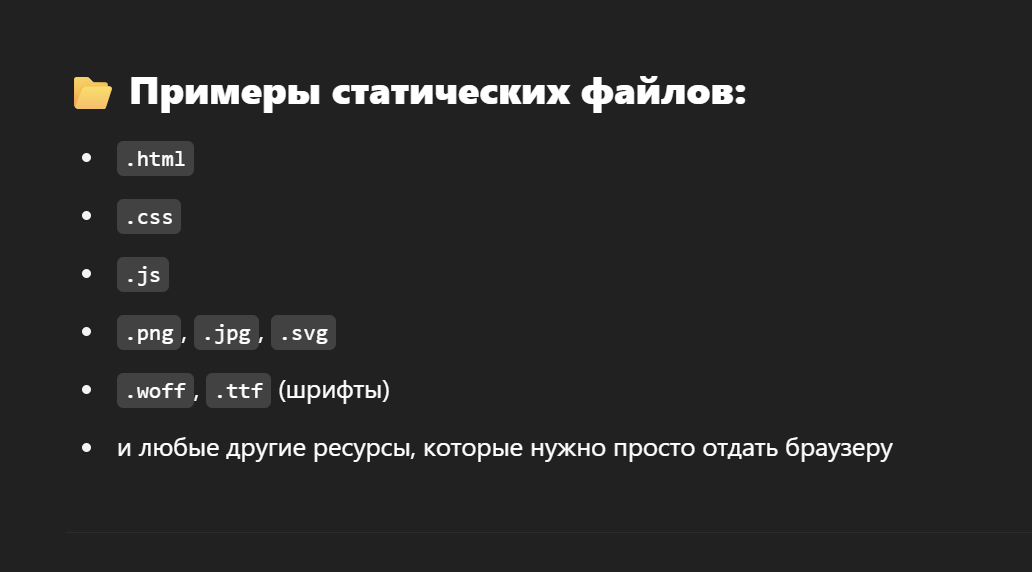 Примеры статических файлов:
.html
.css
.js
.png, .jpg, .svg
.woff, .ttf (шрифты)
и любые другие ресурсы, которые нужно просто отдать браузеру